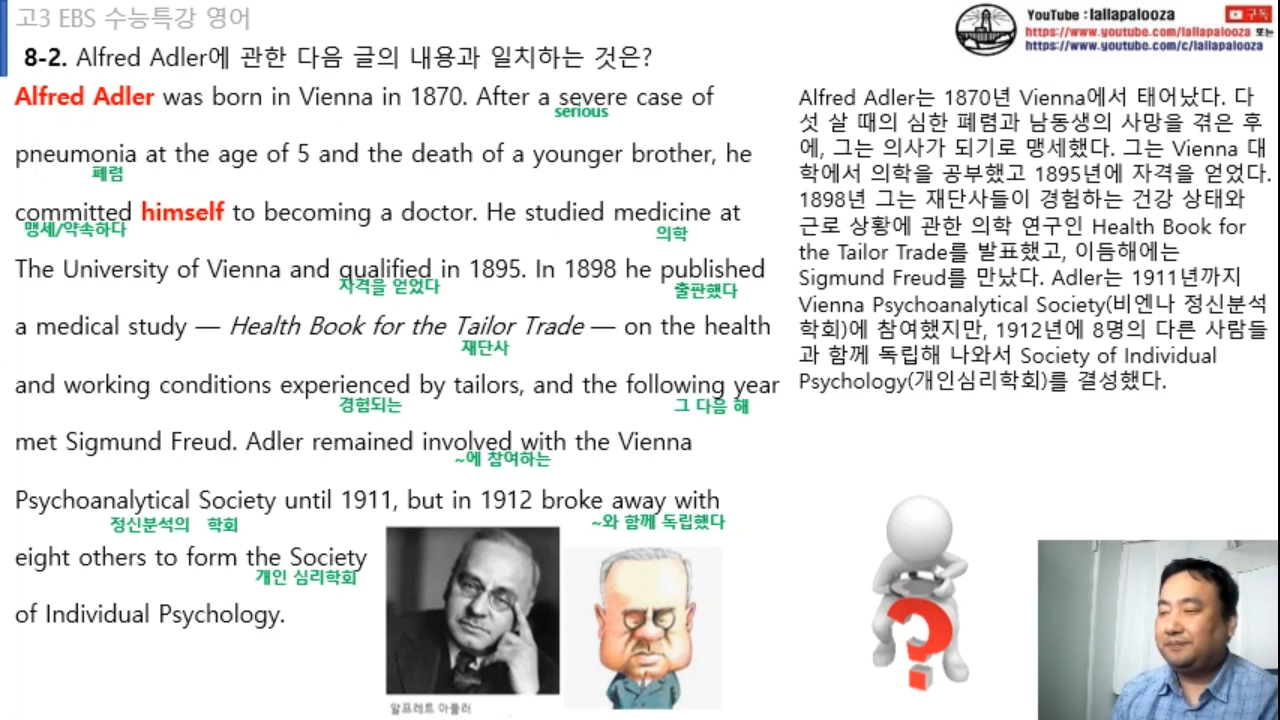 고3 EBS 수능특강 영어
YouTube : lallapalooza
구독
https://www.youtube.com/lallapalooza 또는
https://www.youtube.com/c/lallapalooza
8-2. Alfred Adler에 관한 다음 글의 내용과 일치하는 것은?
Alfred Adler was born in Vienna in 1870. After a severe case of
serious
pneumonia at the age of 5 and the death of a younger brother, he
폐렴
committed himself to becoming a doctor. He studied medicine at
맹세/약속하다
의학
The University of Vienna and qualified in 1895. In 1898 he published
자격을 얻었다
출판했다
a medical study — Health Book for the Tailor Trade — on the health
재단사
and working conditions experienced by tailors, and the following year
경험되는
그 다음 해
met Sigmund Freud. Adler remained involved with the Vienna
~에 참여하는
Psychoanalytical Society until 1911, but in 1912 broke away with
정신분석의 학회
~와 함께 독립했다
eight others to form the Society
개인 심리학회
of Individual Psychology.
알프레트 아들러
Alfred Adler는 1870년 Vienna에서 태어났다. 다
섯 살 때의 심한 폐렴과 남동생의 사망을 겪은 후
에, 그는 의사가 되기로 맹세했다. 그는 Vienna 대
학에서 의학을 공부했고 1895년에 자격을 얻었다.
1898년 그는 재단사들이 경험하는 건강 상태와
근로 상황에 관한 의학 연구인 Health Book for
the Tailor Trade를 발표했고, 이듬해에는
Sigmund Freud를 만났다. Adler는 1911년까지
Vienna Psychoanalytical Society(비엔나 정신분석
학회)에 참여했지만, 1912년에 8명의 다른 사람들
과 함께 독립해 나와서 Society of Individual
Psychology(개인심리학회)를 결성했다.